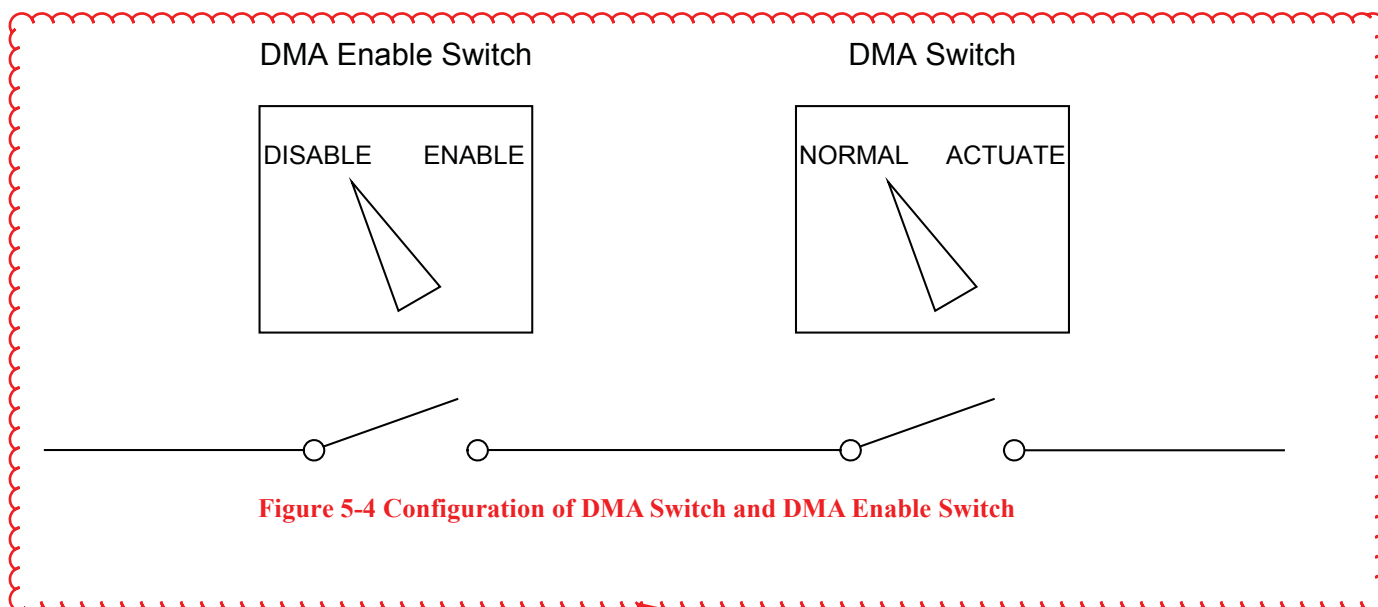 DMA Enable Switch
DMA Switch
DISABLE ENABLE
NORMAL ACTUATE
Figure 5-4 Configuration of DMA Switch and DMA Enable Switch